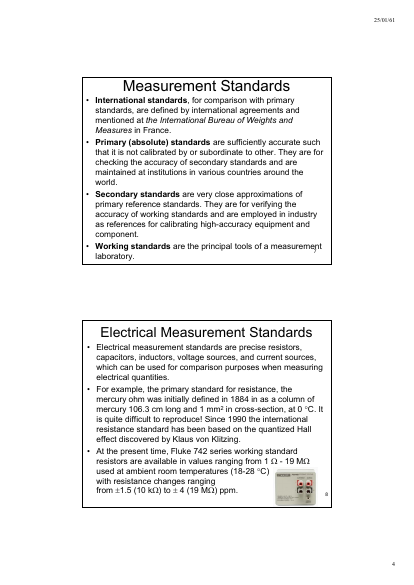 25/01/61
Measurement Standards
• International standards, for comparison with primary
standards, are defined by international agreements and
mentioned at the International Bureau of Weights and
Measures in France.
• Primary (absolute) standards are sufficiently accurate such
that it is not calibrated by or subordinate to other. They are for
checking the accuracy of secondary standards and are
maintained at institutions in various countries around the
world.
• Secondary standards are very close approximations of
primary reference standards. They are for verifying the
accuracy of working standards and are employed in industry
as references for calibrating high-accuracy equipment and
component.
• Working standards are the principal tools of a measurement
laboratory.
7
Electrical Measurement Standards
• Electrical measurement standards are precise resistors,
capacitors, inductors, voltage sources, and current sources,
which can be used for comparison purposes when measuring
electrical quantities.
• For example, the primary standard for resistance, the
mercury ohm was initially defined in 1884 in as a column of
mercury 106.3 cm long and 1 mm² in cross-section, at 0 °C. It
is quite difficult to reproduce! Since 1990 the international
resistance standard has been based on the quantized Hall
effect discovered by Klaus von Klitzing.
• At the present time, Fluke 742 series working standard
resistors are available in values ranging from 1 Ω - 19 MΩ
used at ambient room temperatures (18-28 °C)
with resistance changes ranging
from ±1.5 (10 kΩ) to ± 4 (19 MΩ) ppm.
8
4